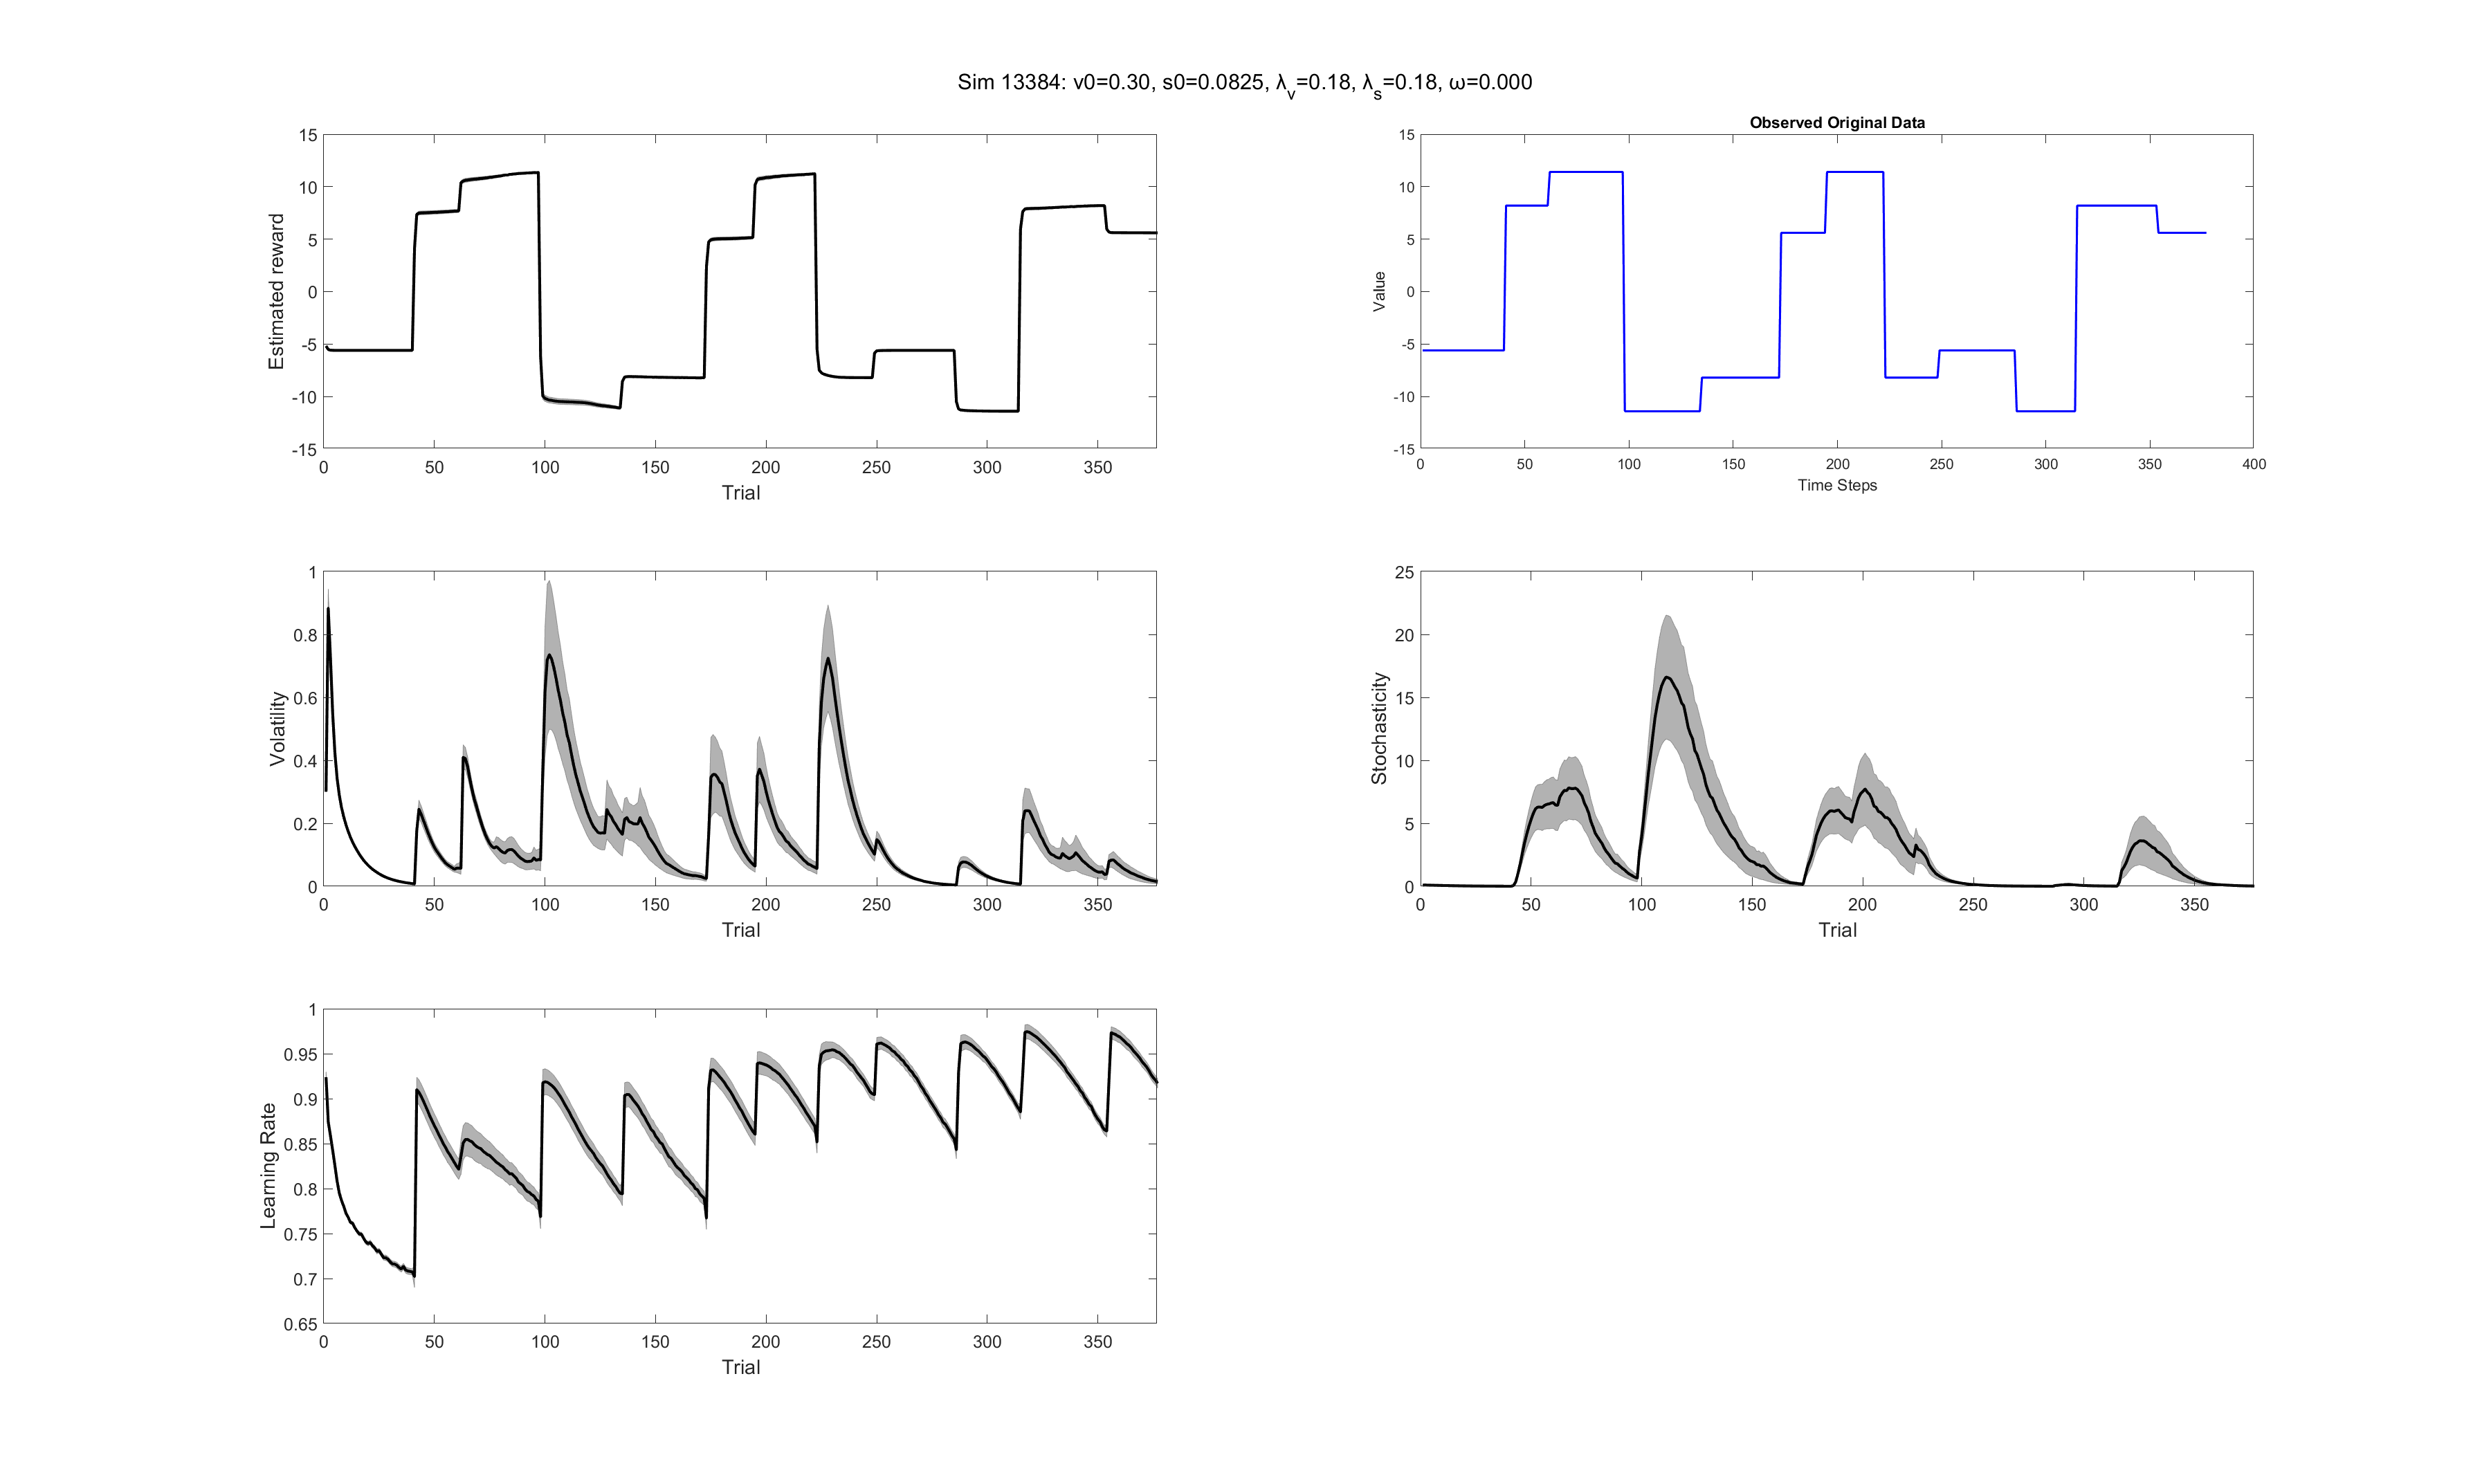 Sim 13384: v0=0.30, s0=0.0825, λv=0.18, λs=0.18, ω=0.000
15
10
5
0
-5
-10
-15
Estimated reward
0 50 100 150 200 250 300 350
Trial
Observed Original Data
15
10
5
0
-5
-10
-15
Value
0 50 100 150 200 250 300 350 400
Time Steps
1
0.8
0.6
0.4
0.2
0
Volatility
0 50 100 150 200 250 300 350
Trial
25
20
15
10
5
0
Stochasticity
0 50 100 150 200 250 300 350
Trial
1
0.95
0.9
0.85
0.8
0.75
0.7
0.65
Learning Rate
0 50 100 150 200 250 300 350
Trial